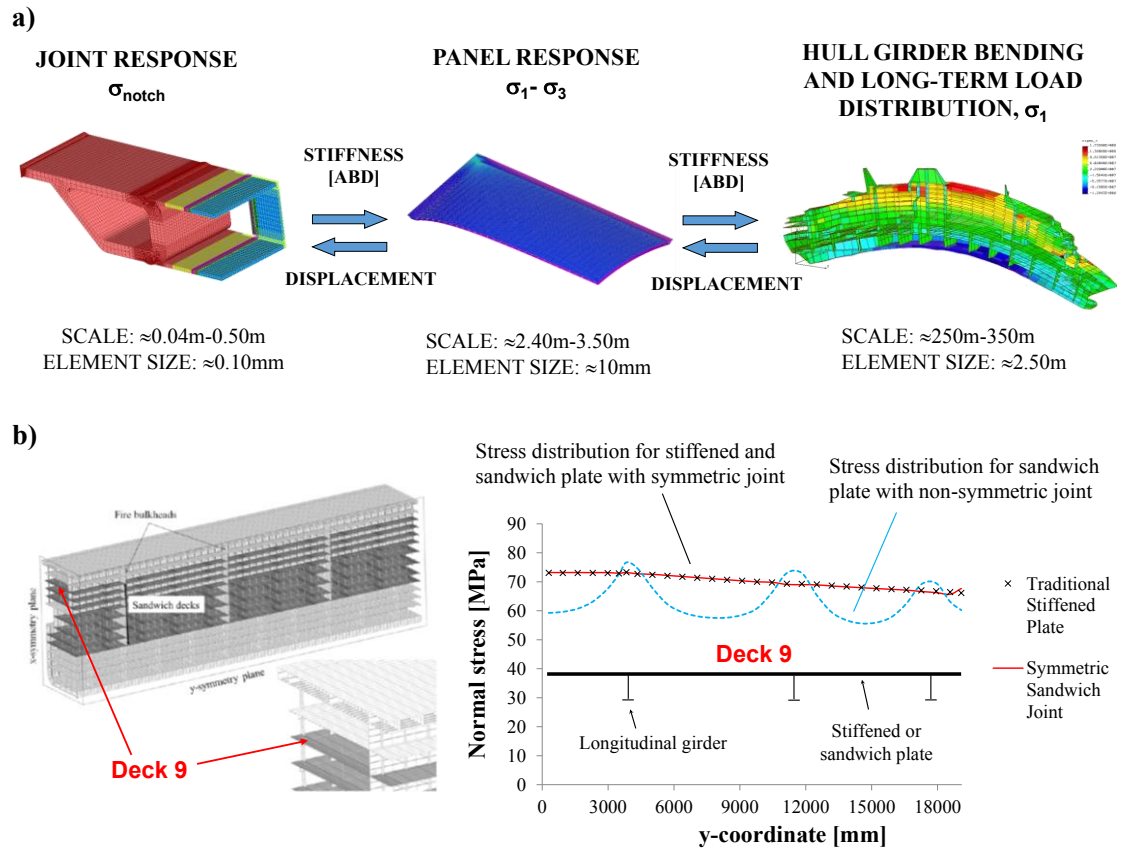 a)
JOINT RESPONSE
σnotch
PANEL RESPONSE
σ1- σ3
HULL GIRDER BENDING
AND LONG-TERM LOAD
DISTRIBUTION, σ1
STIFFNESS
[ABD]
DISPLACEMENT
STIFFNESS
[ABD]
DISPLACEMENT
SCALE: ≈0.04m-0.50m
ELEMENT SIZE: ≈0.10mm
SCALE: ≈2.40m-3.50m
ELEMENT SIZE: ≈10mm
SCALE: ≈250m-350m
ELEMENT SIZE: ≈2.50m
b)
Fire bulkheads
Sandwich decks
x-symmetry plane
y-symmetry plane
Deck 9
Stress distribution for stiffened and
sandwich plate with symmetric joint
Stress distribution for sandwich
plate with non-symmetric joint
Normal stress [MPa]
90
80
70
60
50
40
30
20
10
0
Deck 9
Longitudinal girder
Stiffened or
sandwich plate
0
3000
6000
9000
12000
15000
18000
y-coordinate [mm]
Traditional
Stiffened
Plate
Symmetric
Sandwich
Joint